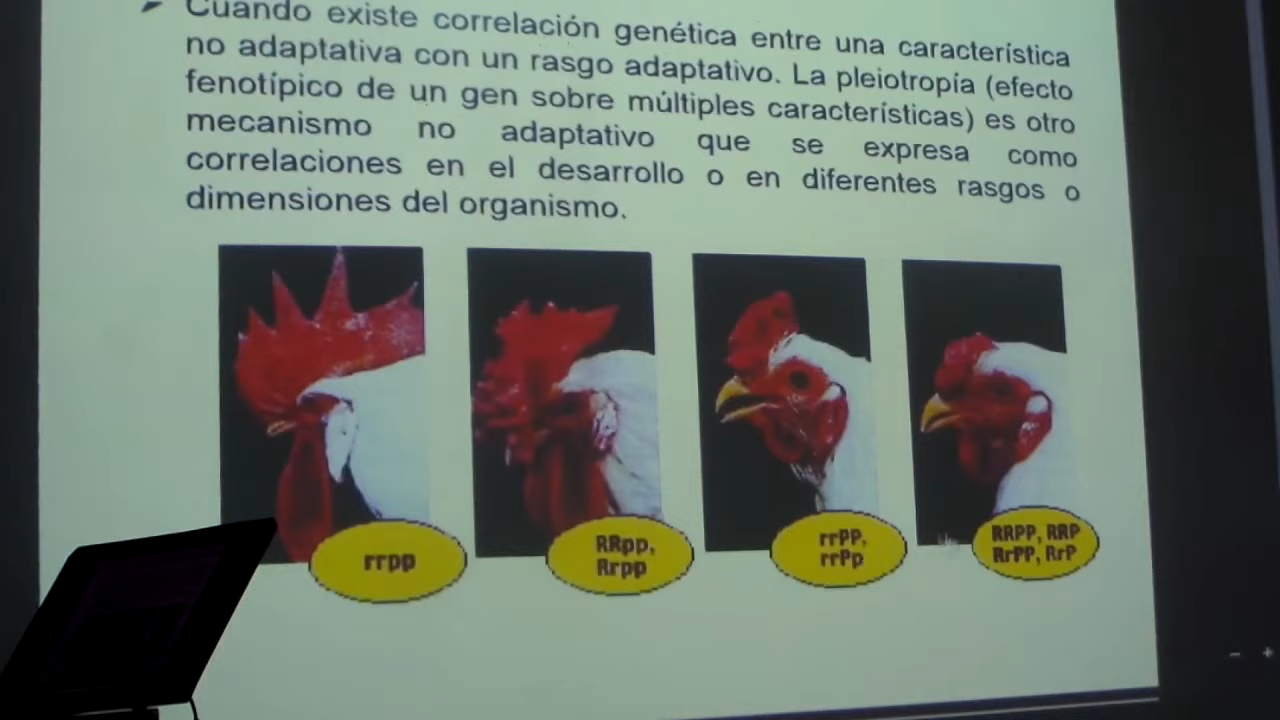 Cuando existe correlación genética entre una característica
no adaptativa con un rasgo adaptativo. La pleiotropía (efecto
fenotípico de un gen sobre múltiples características) es otro
mecanismo no adaptativo que se expresa como
correlaciones en el desarrollo o en diferentes rasgos o
dimensiones del organismo.
rrpp
RRpp,
Rrpp
rrPP,
rrPp
RRPP, RRP
RrPP, RrP